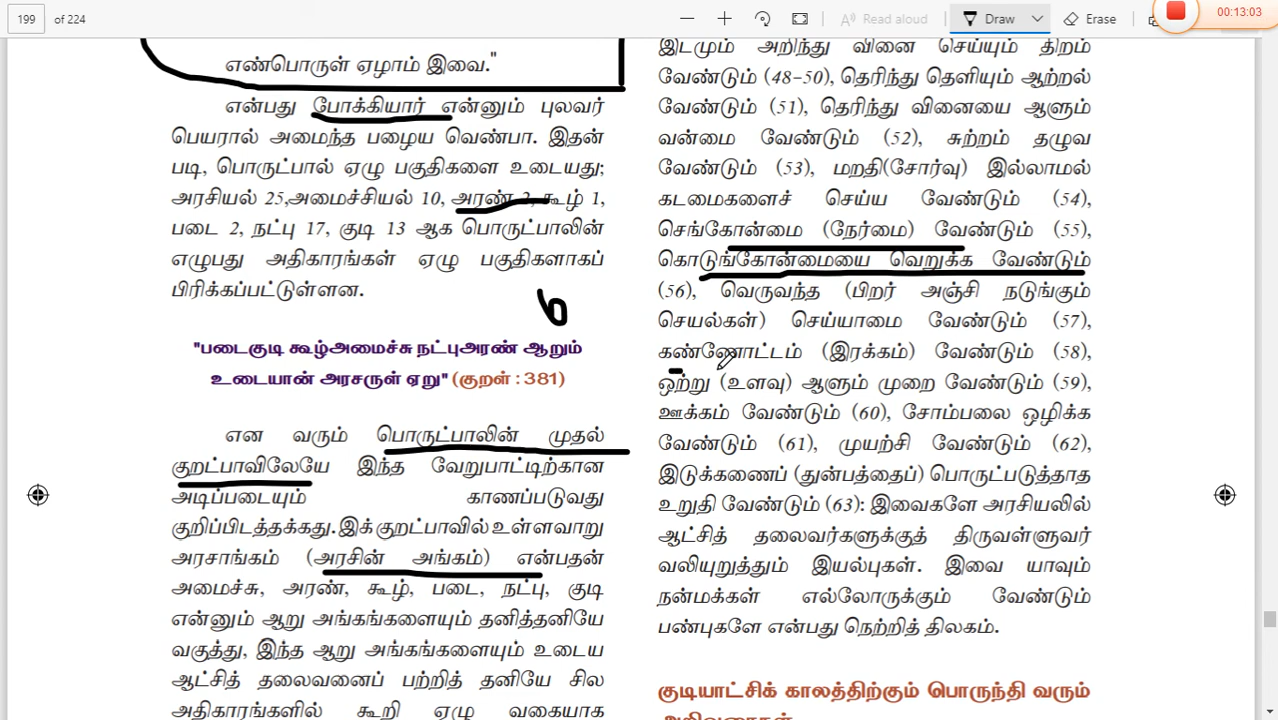 199 of 224
Read aloud
Draw
Erase
00:13:03
எண்பொருள் ஏழாம் இவை."
என்பது போக்கியார் என்னும் புலவர்
பெயரால் அமைந்த பழைய வெண்பா. இதன்
படி, பொருட்பால் ஏழு பகுதிகளை உடையது;
அரசியல் 25,அமைச்சியல் 10, அரண் 2, கூழ் 1,
படை 2, நட்பு 17, குடி 13 ஆக பொருட்பாலின்
எழுபது அதிகாரங்கள் ஏழு பகுதிகளாகப்
பிரிக்கப்பட்டுள்ளன.
6
"படைகுடி கூழ்அமைச்சு நட்புஅரண் ஆறும்
உடையான் அரசருள் ஏறு" (குறள் : 381)
என வரும் பொருட்பாலின் முதல்
குறட்பாவிலேயே இந்த வேறுபாட்டிற்கான
அடிப்படையும் காணப்படுவது
குறிப்பிடத்தக்கது.இக்குறட்பாவில் உள்ளவாறு
அரசாங்கம் (அரசின் அங்கம்) என்பதன்
அமைச்சு, அரண், கூழ், படை, நட்பு, குடி
என்னும் ஆறு அங்கங்களையும் தனித்தனியே
வகுத்து, இந்த ஆறு அங்கங்களையும் உடைய
ஆட்சித் தலைவனைப் பற்றித் தனியே சில
அதிகாரங்களில் கூறி ஏழு வகையாக
இடமும் அறிந்து வினை செய்யும் திறம்
வேண்டும் (48-50), தெரிந்து தெளியும் ஆற்றல்
வேண்டும் (51), தெரிந்து வினையை ஆளும்
வன்மை வேண்டும் (52), சுற்றம் தழுவ
வேண்டும் (53), மறதி(சோர்வு) இல்லாமல்
கடமைகளைச் செய்ய வேண்டும் (54),
செங்கோன்மை (நேர்மை) வேண்டும் (55),
கொடுங்கோன்மையை வெறுக்க வேண்டும்
(56), வெருவந்த (பிறர் அஞ்சி நடுங்கும்
செயல்கள்) செய்யாமை வேண்டும் (57),
கண்ணோட்டம் (இரக்கம்) வேண்டும் (58),
ஒற்று (உளவு) ஆளும் முறை வேண்டும் (59),
ஊக்கம் வேண்டும் (60), சோம்பலை ஒழிக்க
வேண்டும் (61), முயற்சி வேண்டும் (62),
இடுக்கணைப் (துன்பத்தைப்) பொருட்படுத்தாத
உறுதி வேண்டும் (63): இவைகளே அரசியலில்
ஆட்சித் தலைவர்களுக்குத் திருவள்ளுவர்
வலியுறுத்தும் இயல்புகள். இவை யாவும்
நன்மக்கள் எல்லோருக்கும் வேண்டும்
பண்புகளே என்பது நெற்றித் திலகம்.
குடியாட்சிக் காலத்திற்கும் பொருந்தி வரும்